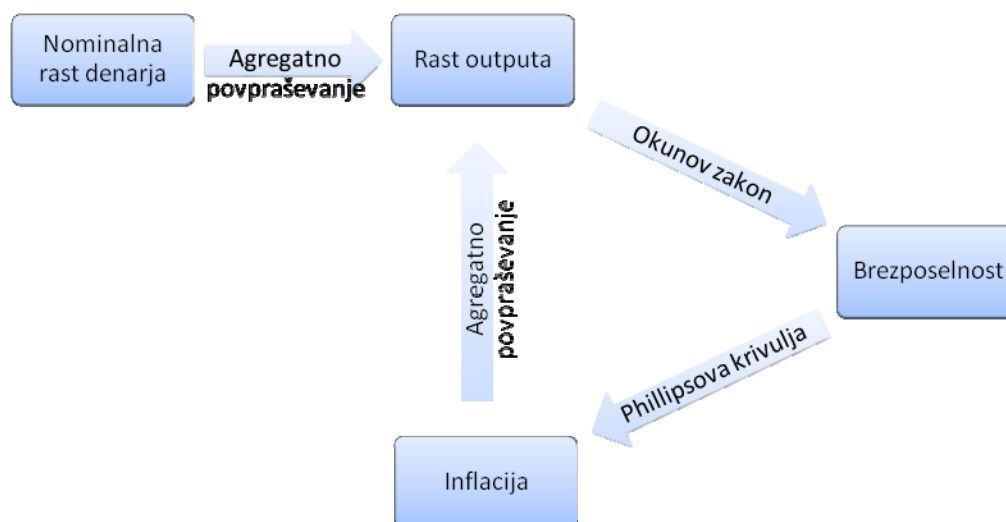 Nominalna
rast denarja
Agregatno
povpraševanje
Rast outputa
Okunov zakon
Brezposelnost
Phillipsova krivulja
Inflacija
Agregatno
povpraševanje